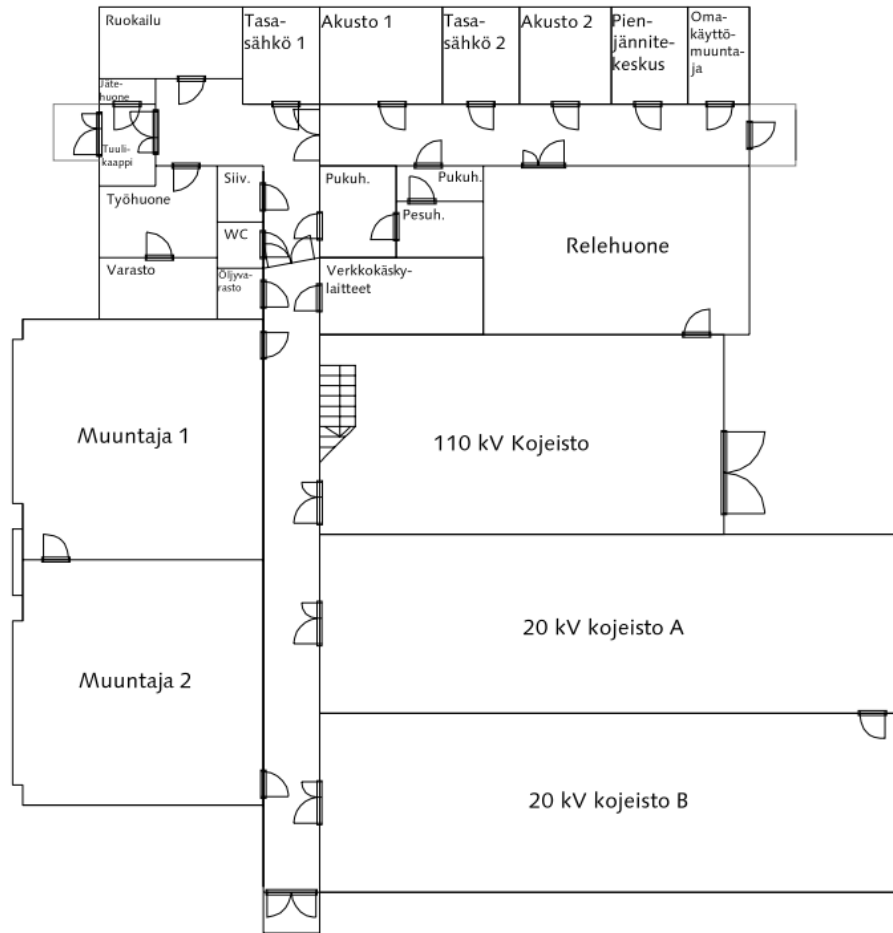 Ruokailu
Tasa-
sähkö 1
Akusto 1
Tasa-
sähkö 2
Akusto 2
Pien-
jännite-
keskus
Oma-
käyttö-
muunta-
ja
Jäte-
huone
Tuuli-
kaappi
Työhuone
Siiv.
WC
Varasto
Öljyva-
rasto
Pukuh.
Pukuh.
Pesuh.
Verkkokäsky-
laitteet
Relehuone
Muuntaja 1
110 kV Kojeisto
20 kV kojeisto A
Muuntaja 2
20 kV kojeisto B